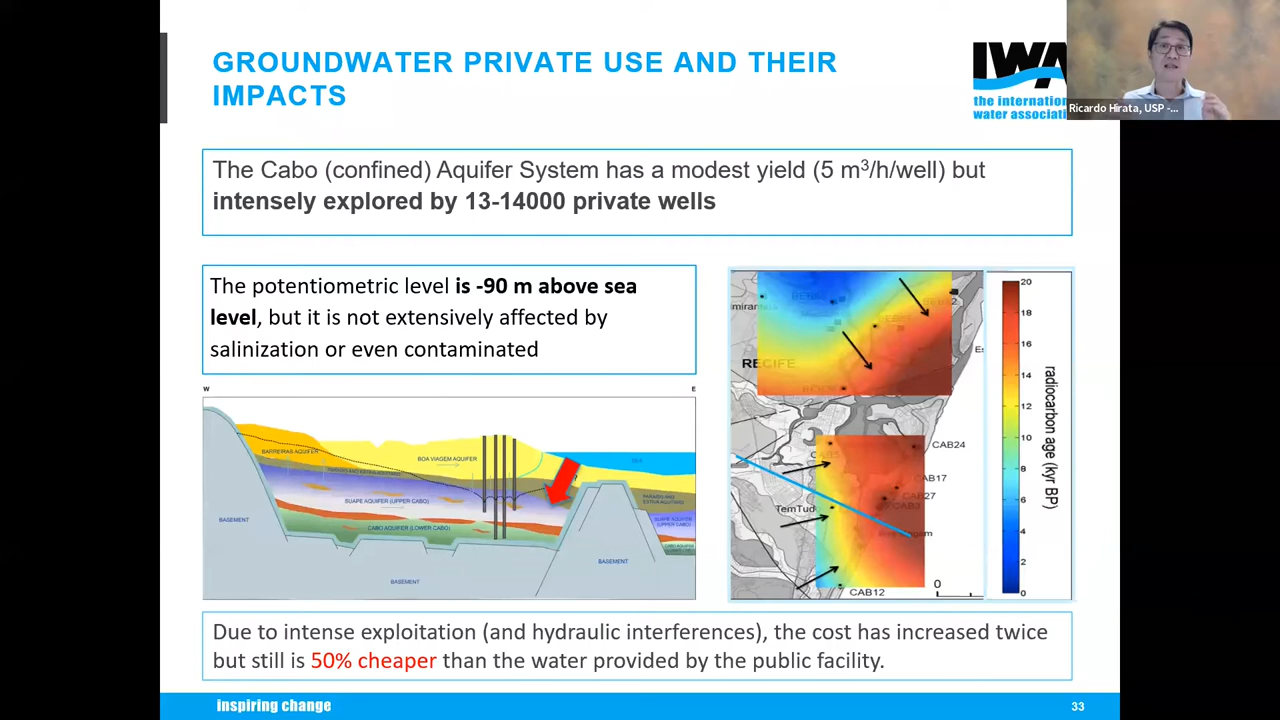 GROUNDWATER PRIVATE USE AND THEIR
IMPACTS
IWA
the internation
water associati
Ricardo Hirata, USP -...
The Cabo (confined) Aquifer System has a modest yield (5 m³/h/well) but
intensely explored by 13-14000 private wells
The potentiometric level is -90 m above sea
level, but it is not extensively affected by
salinization or even contaminated
W
E
BARREIRAS AQUIFER
BOA VIAGEM AQUIFER
SUAPE AQUIFER (UPPER CABO)
CABO AQUIFER (LOWER CABO)
BASEMENT
BASEMENT
BASEMENT
SUAPE AQUIFER
(UPPER CABO)
RECIFE
CAB24
CAB17
CAB27
TemTud
CAB12
0
20
18
16
14
12
10
8
6
4
2
0
radiocarbon age (kyr BP)
Due to intense exploitation (and hydraulic interferences), the cost has increased twice
but still is 50% cheaper than the water provided by the public facility.
inspiring change
33